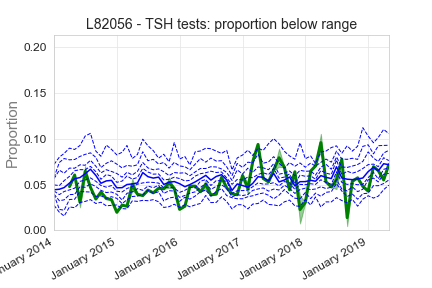 L82056 - TSH tests: proportion below range
Proportion
0.20
0.15
0.10
0.05
0.00
nuary 2014
January 2015
January 2016
January 2017
January 2018
January 2019